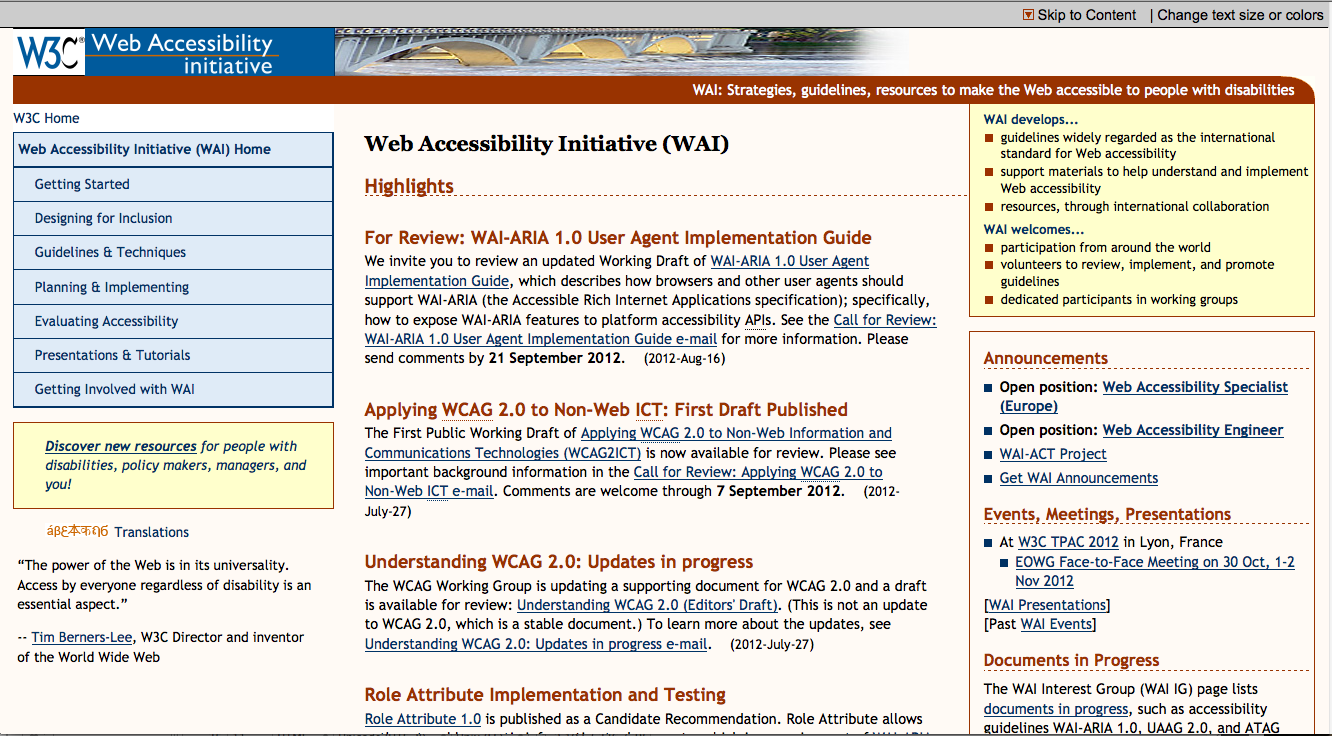 Skip to Content | Change text size or colors
W3C® Web Accessibility
initiative
WAI: Strategies, guidelines, resources to make the Web accessible to people with disabilities
W3C Home
Web Accessibility Initiative (WAI) Home
Getting Started
Designing for Inclusion
Guidelines & Techniques
Planning & Implementing
Evaluating Accessibility
Presentations & Tutorials
Getting Involved with WAI
Discover new resources for people with
disabilities, policy makers, managers, and
you!
Translations
“The power of the Web is in its universality.
Access by everyone regardless of disability is an
essential aspect.”
-- Tim Berners-Lee, W3C Director and inventor
of the World Wide Web
Web Accessibility Initiative (WAI)
Highlights
For Review: WAI-ARIA 1.0 User Agent Implementation Guide
We invite you to review an updated Working Draft of WAI-ARIA 1.0 User Agent
Implementation Guide, which describes how browsers and other user agents should
support WAI-ARIA (the Accessible Rich Internet Applications specification); specifically,
how to expose WAI-ARIA features to platform accessibility APIs. See the Call for Review:
WAI-ARIA 1.0 User Agent Implementation Guide e-mail for more information. Please
send comments by 21 September 2012. (2012-Aug-16)
Applying WCAG 2.0 to Non-Web ICT: First Draft Published
The First Public Working Draft of Applying WCAG 2.0 to Non-Web Information and
Communications Technologies (WCAG2ICT) is now available for review. Please see
important background information in the Call for Review: Applying WCAG 2.0 to
Non-Web ICT e-mail. Comments are welcome through 7 September 2012. (2012-
July-27)
Understanding WCAG 2.0: Updates in progress
The WCAG Working Group is updating a supporting document for WCAG 2.0 and a draft
is available for review: Understanding WCAG 2.0 (Editors' Draft). (This is not an update
to WCAG 2.0, which is a stable document.) To learn more about the updates, see
Understanding WCAG 2.0: Updates in progress e-mail. (2012-July-27)
Role Attribute Implementation and Testing
Role Attribute 1.0 is published as a Candidate Recommendation. Role Attribute allows
WAI develops...
guidelines widely regarded as the international
standard for Web accessibility
support materials to help understand and implement
Web accessibility
resources, through international collaboration
WAI welcomes...
participation from around the world
volunteers to review, implement, and promote
guidelines
dedicated participants in working groups
Announcements
Open position: Web Accessibility Specialist
(Europe)
Open position: Web Accessibility Engineer
WAI-ACT Project
Get WAI Announcements
Events, Meetings, Presentations
At W3C TPAC 2012 in Lyon, France
EOWG Face-to-Face Meeting on 30 Oct, 1-2
Nov 2012
[WAI Presentations]
[Past WAI Events]
Documents in Progress
The WAI Interest Group (WAI IG) page lists
documents in progress, such as accessibility
guidelines WAI-ARIA 1.0, UAAG 2.0, and ATAG